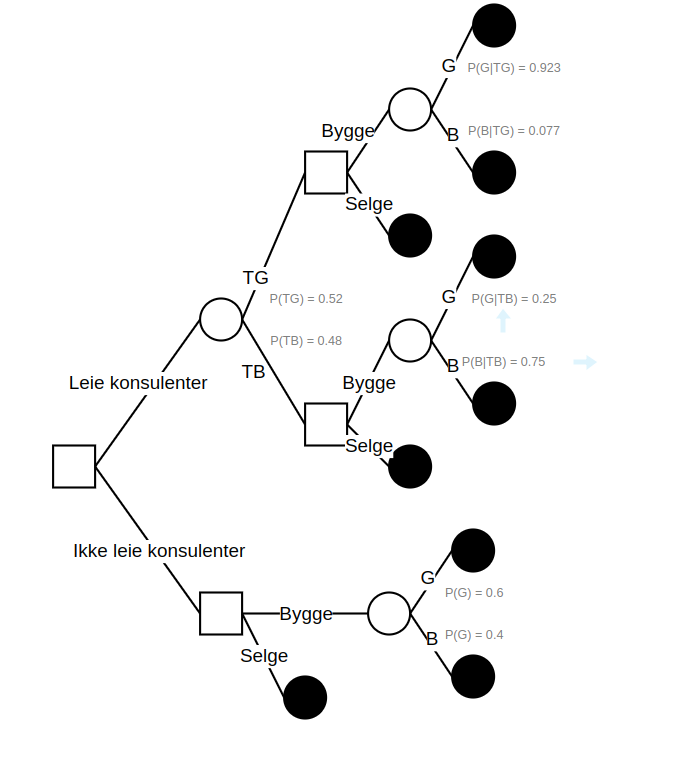 G
P(G|TG) = 0.923
Bygge
B
P(B|TG) = 0.077
Selge
TG
P(TG) = 0.52
G
P(G|TB) = 0.25
P(TB) = 0.48
TB
B
P(B|TB) = 0.75
Leie konsulenter
Bygge
Selge
Ikke leie konsulenter
G
P(G) = 0.6
Bygge
B
P(G) = 0.4
Selge